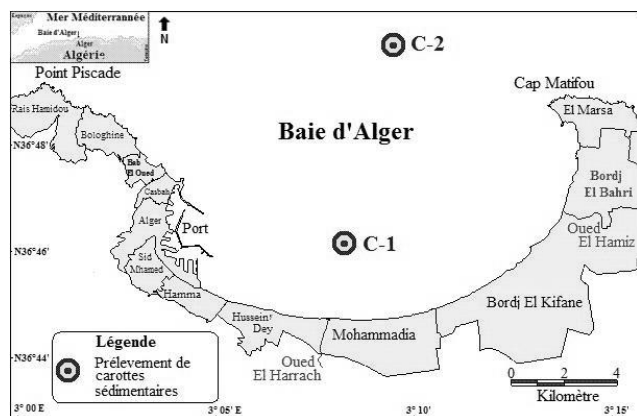 Mer Méditerrannée
Baie d'Alger
Alger
Algérie
N
Point Piscade
C-2
Cap Matifou
Rais Hamidou
Bologhine
El Marsa
N36°48'
Baie d'Alger
Bab
El Oued
Casbah
Bordj
El Bahri
Alger
Port
Oued
El Hamiz
N36°46'
C-1
Sid
Mhamed
Hamma
Bordj El Kifane
Hussein
Dey
Mohammadia
Légende
Prélevement de
carottes
sédimentaires
Oued
El Harrach
N36°44'
0 2 4
Kilomètre
3° 00 E
3° 05' E
3° 10' E
3° 15' E